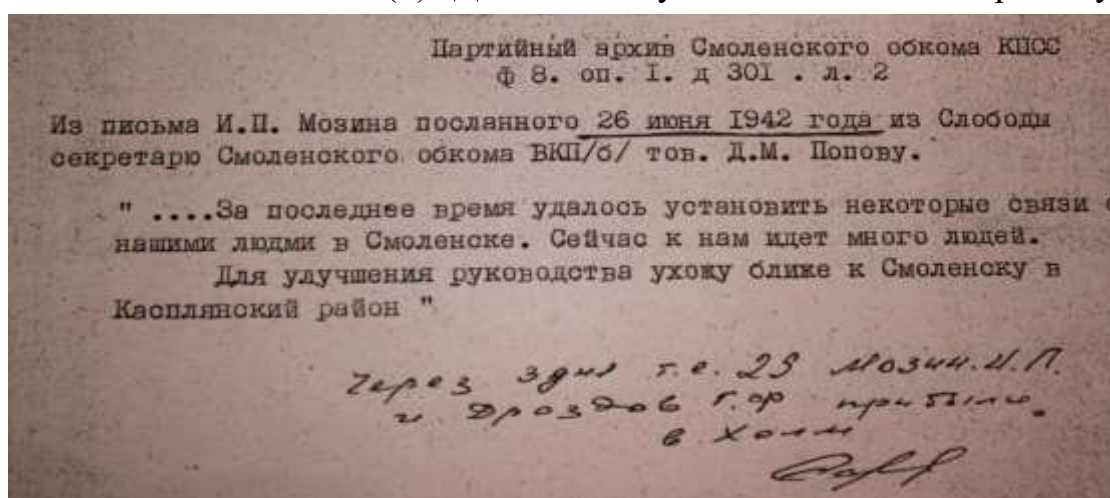 Партийный архив Смоленского обкома КПСС
ф 8. оп. I. д 301 . л. 2
Из письма И.П. Мозина посланного 26 июня 1942 года из Слободы
секретарю Смоленского обкома ВКП/б/ тов. Д.М. Попову.
" ....За последнее время удалось установить некоторые связи с
нашими людми в Смоленске. Сейчас к нам идет много людей.
Для улучшения руководства ухожу ближе к Смоленску в
Касплянский район "
Через 3 дня т.е. 29 Мозин.И.П.
и Дроздов Г.Ф прибыли
в Холм